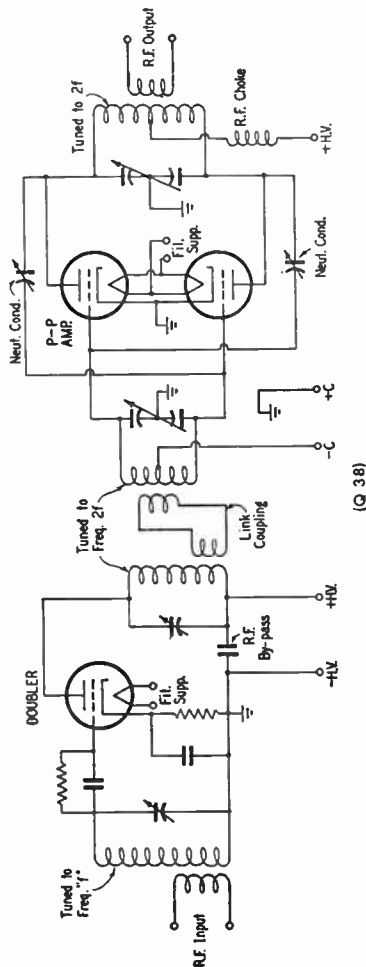 R.F. Input
Tuned to
Freq. "f"
DOUBLER
Fil.
Supp.
R.F.
By-pass
-H.V.
+H.V.
Tuned to
Freq. 2f
Link
Coupling
-C
+C
Neut. Cond.
P-P
AMP.
Fil.
Supp.
Neut. Cond.
Tuned to 2f
R.F. Output
R.F. Choke
+H.V.
(Q 38)